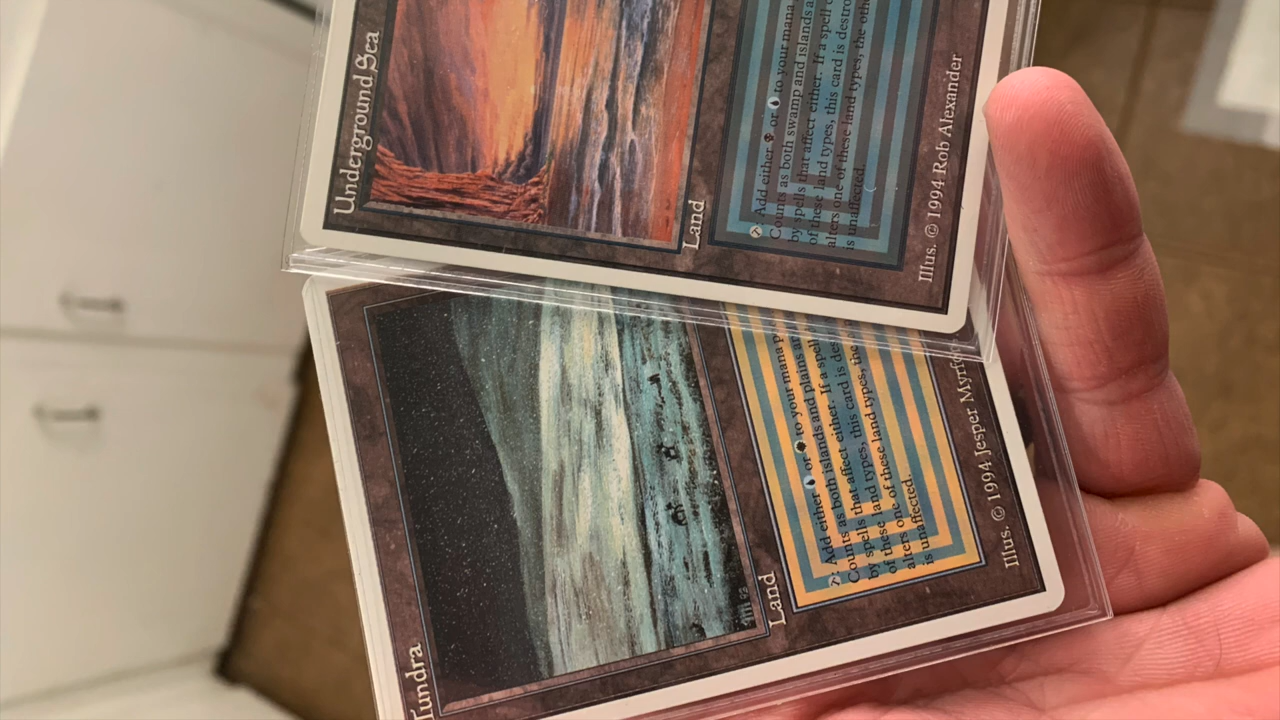 Underground Sea
Land
: Add either or to your mana
Counts as both swamp and islands
by spells that affect either. If a spell
of these land types, this card is destro
alters one of these land types, the oth
is unaffected.
Illus. © 1994 Rob Alexander
Tundra
Land
: Add either or to your mana p
Counts as both islands and plains an
by spells that affect either. If a spell
of these land types, this card is des
alters one of these land types, the
is unaffected.
Illus. © 1994 Jesper Myrfo